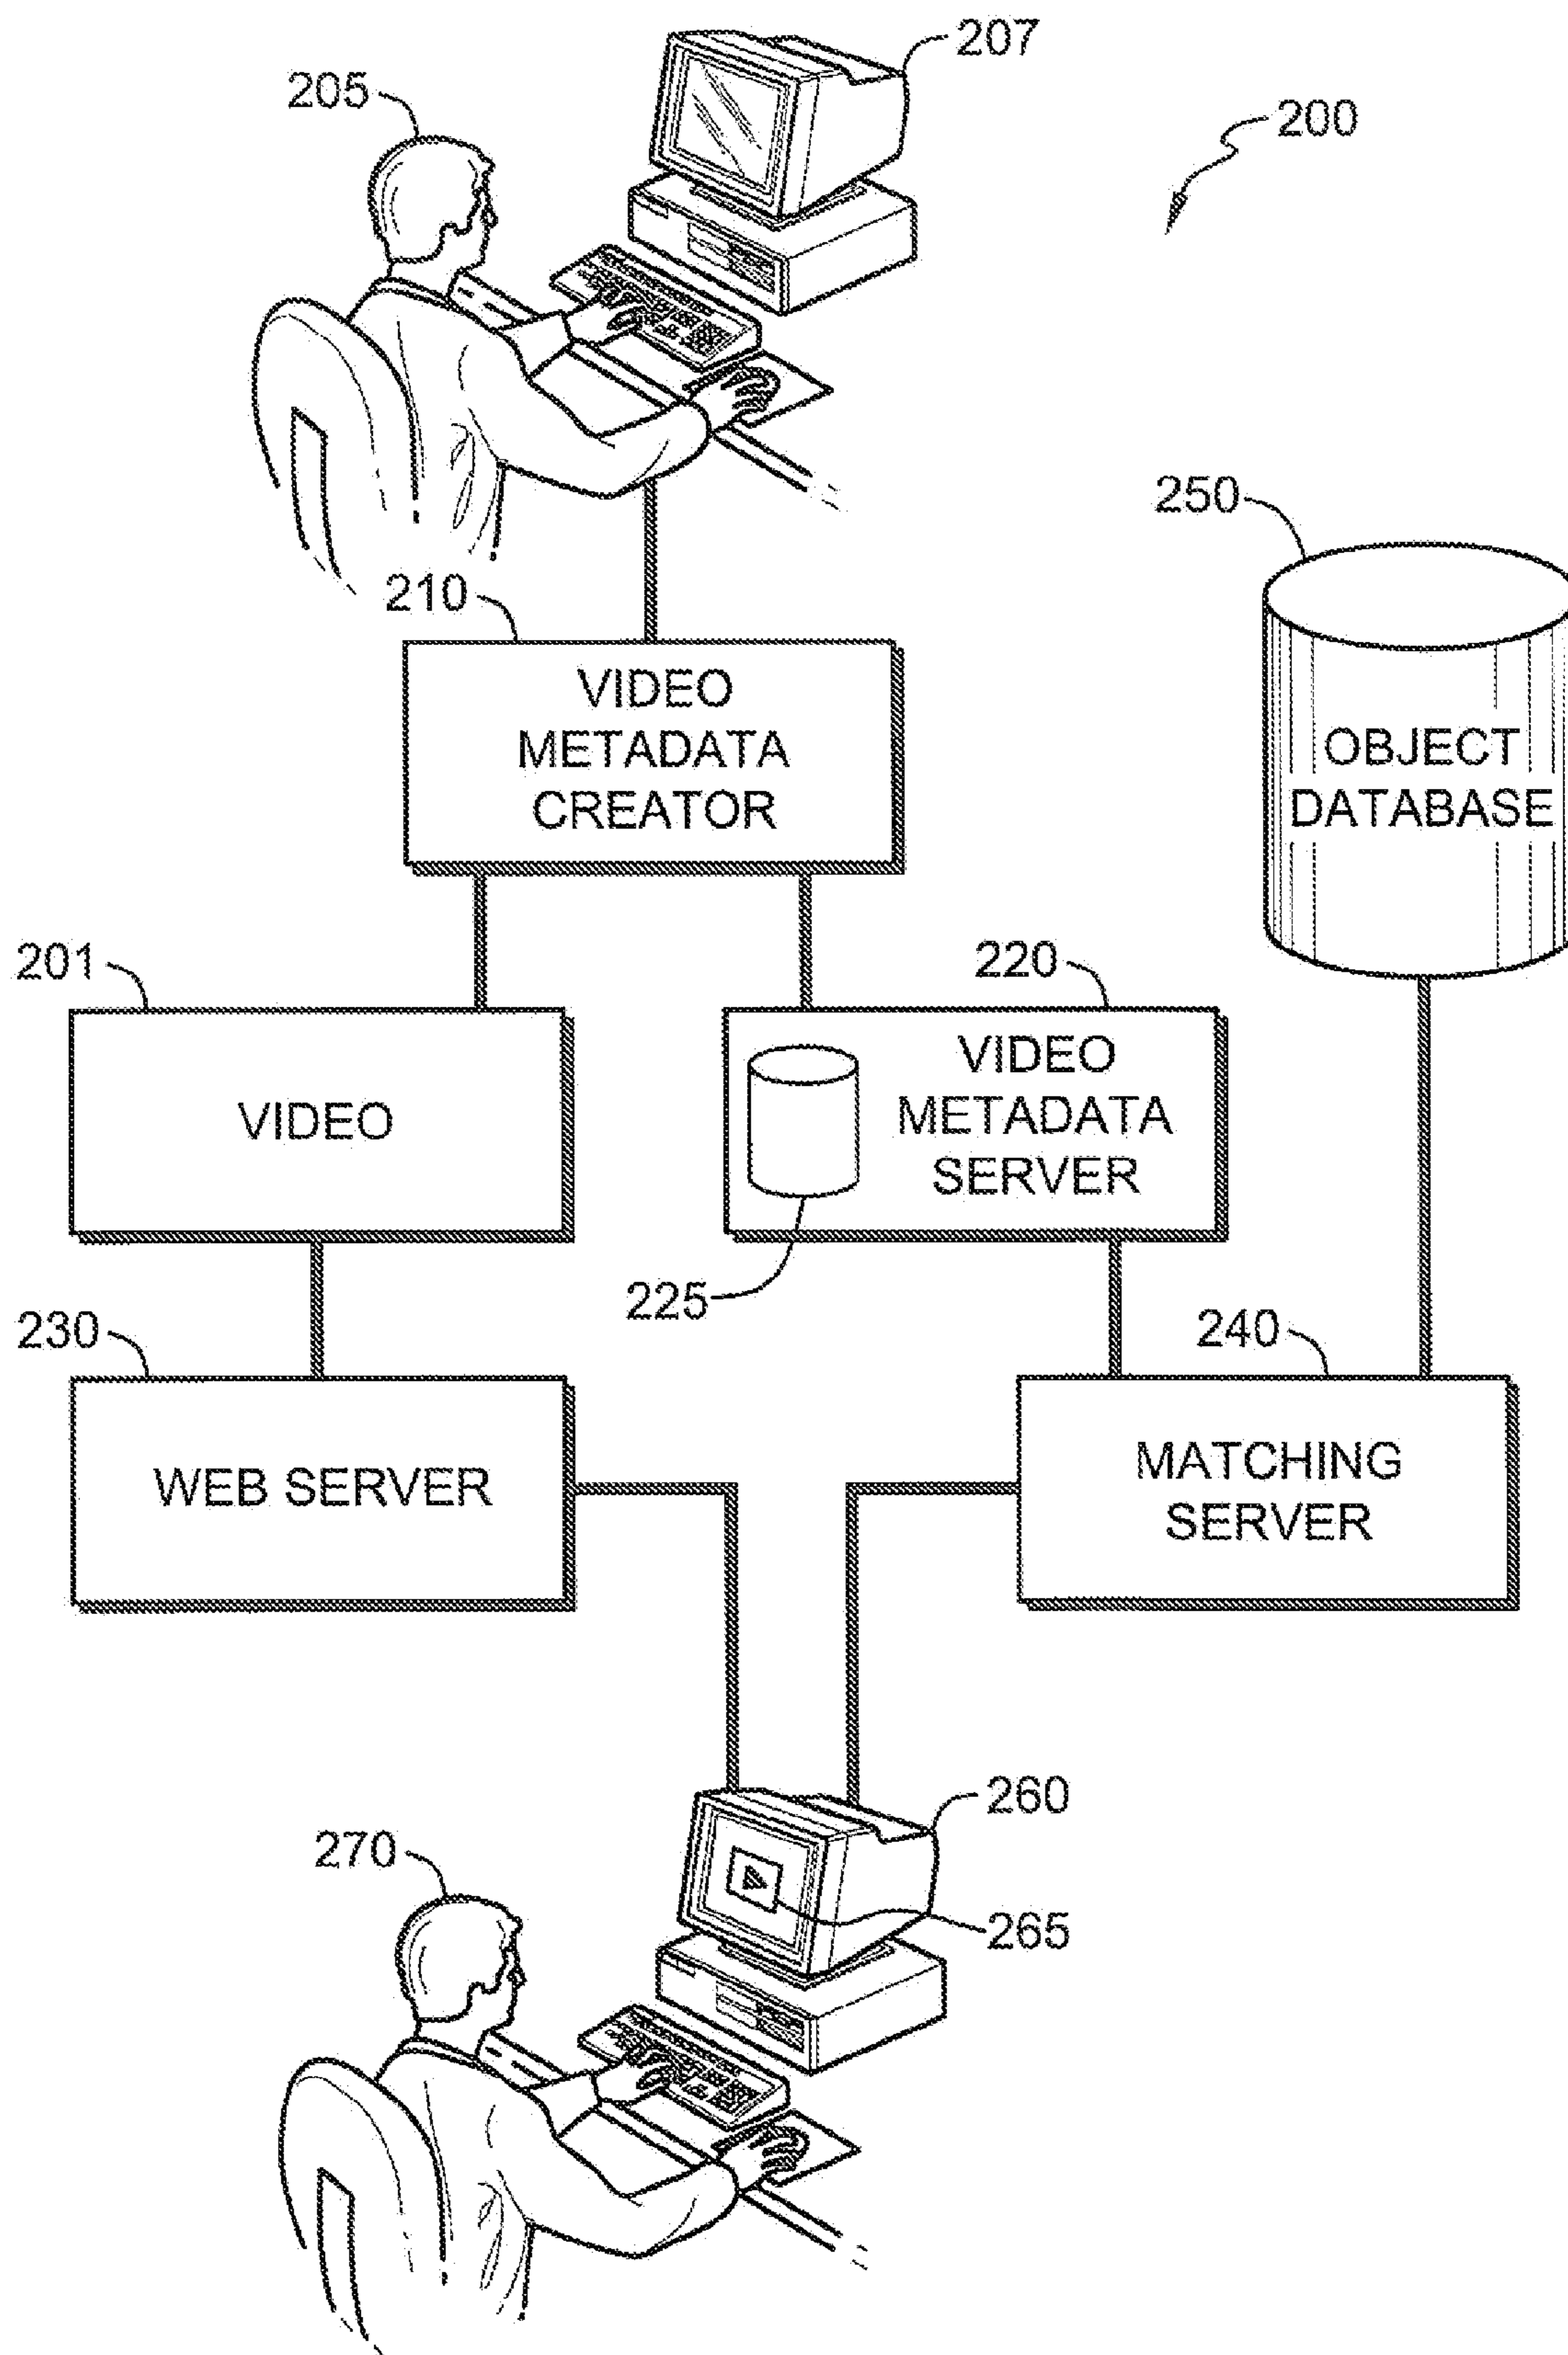 207
205
200
250
210
VIDEO
METADATA
CREATOR
OBJECT
DATABASE
201
220
VIDEO
VIDEO
METADATA
SERVER
225
230
240
WEB SERVER
MATCHING
SERVER
260
270
265